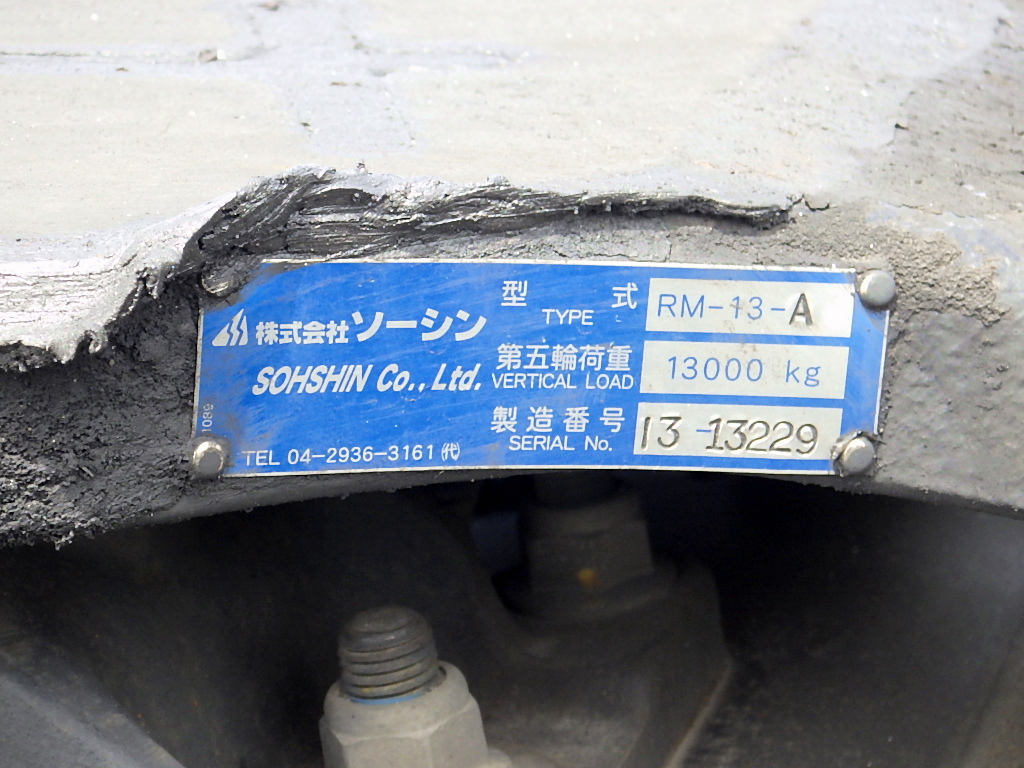 株式会社ソーシン
SOHSHIN Co., Ltd.
TEL 04-2936-3161 ㈹
型 式
TYPE
RM-13-A
第五輪荷重
VERTICAL LOAD
13000 kg
製造番号
SERIAL No.
13 13229
1089